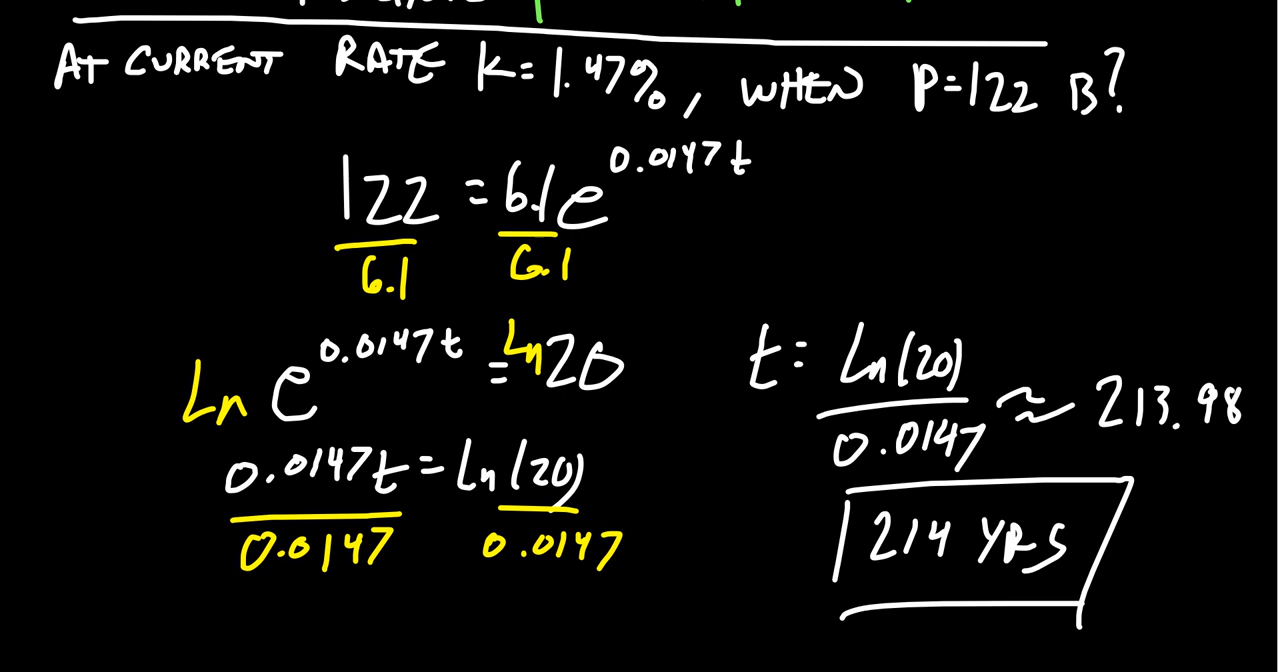 AT CURRENT RATE K=1.47%, WHEN P=122 B?
122 = 6.1e^0.0147t
6.1 6.1
Ln e^0.0147t = Ln 20
0.0147t = Ln(20)
0.0147 0.0147
t = Ln(20)
0.0147
≈ 213.98
214 YRS